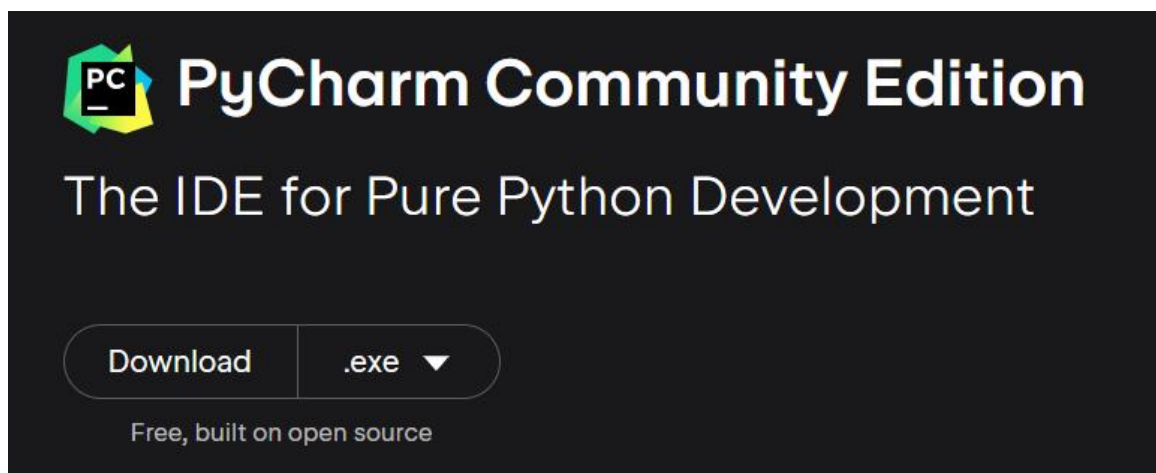 PC
PyCharm Community Edition
The IDE for Pure Python Development
Download
.exe
Free, built on open source